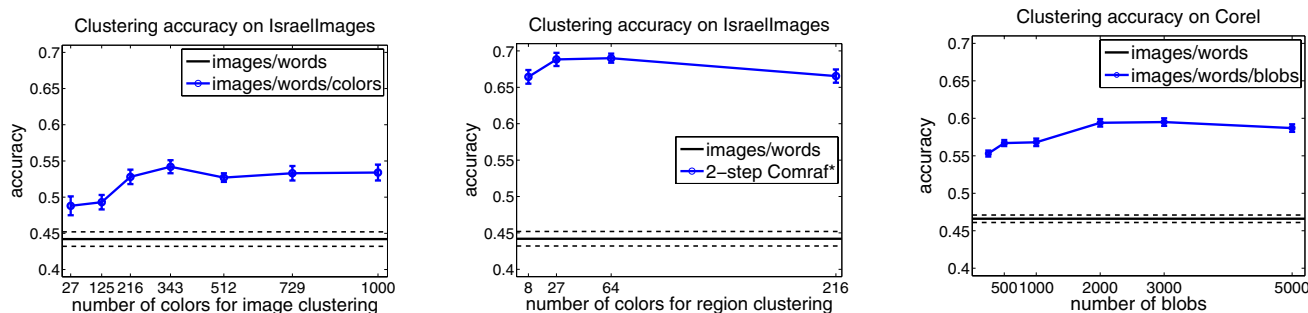 Clustering accuracy on IsraelImages
0.7
0.65
0.6
0.55
0.5
0.45
0.4
accuracy
images/words
images/words/colors
27 125 216 343 512 729 1000
number of colors for image clustering
Clustering accuracy on IsraelImages
0.7
0.65
0.6
0.55
0.5
0.45
0.4
accuracy
images/words
2-step Comraf*
8 27 64 216
number of colors for region clustering
Clustering accuracy on Corel
0.7
0.65
0.6
0.55
0.5
0.45
0.4
accuracy
images/words
images/words/blobs
500 1000 2000 3000 5000
number of blobs